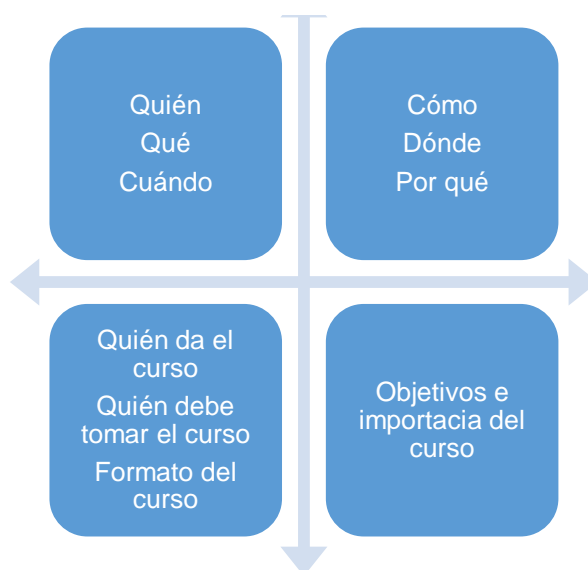 Quién
Qué
Cuándo
Cómo
Dónde
Por qué
Quién da el
curso
Quién debe
tomar el curso
Formato del
curso
Objetivos e
importacia del
curso